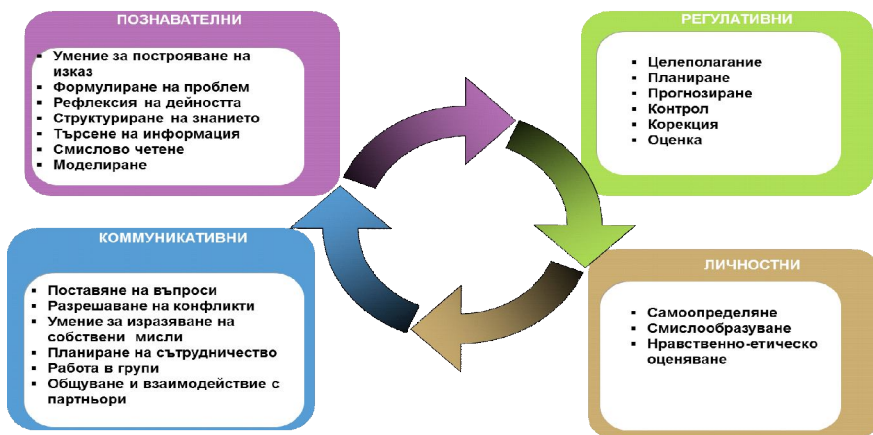 ПОЗНАВАТЕЛНИ
▪ Умение за построяване на
изказ
▪ Формулиране на проблем
▪ Рефлексия на дейността
▪ Структуриране на знанието
▪ Търсене на информация
▪ Смислово четене
▪ Моделиране
РЕГУЛАТИВНИ
▪ Целеполагание
▪ Планиране
▪ Прогнозиране
▪ Контрол
▪ Корекция
▪ Оценка
КОММУНИКАТИВНИ
▪ Поставяне на въпроси
▪ Разрешаване на конфликти
▪ Умение за изразяване на
собствени мисли
▪ Планиране на сътрудничество
▪ Работа в групи
▪ Общуване и взаимодействие с
партньори
ЛИЧНОСТНИ
▪ Самоопределяне
▪ Смислообразуване
▪ Нравствено-етическо
оценяване